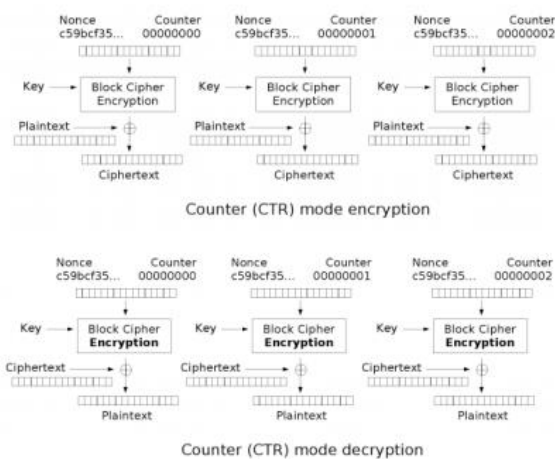 Nonce Counter Nonce Counter Nonce Counter
c59bcf35... 00000000 c59bcf35... 00000001 c59bcf35... 00000002
Key Block Cipher Encryption Key Block Cipher Encryption Key Block Cipher Encryption
Plaintext Plaintext Plaintext
Ciphertext Ciphertext Ciphertext
Counter (CTR) mode encryption
Nonce Counter Nonce Counter Nonce Counter
c59bcf35... 00000000 c59bcf35... 00000001 c59bcf35... 00000002
Key Block Cipher Encryption Key Block Cipher Encryption Key Block Cipher Encryption
Ciphertext Ciphertext Ciphertext
Plaintext Plaintext Plaintext
Counter (CTR) mode decryption